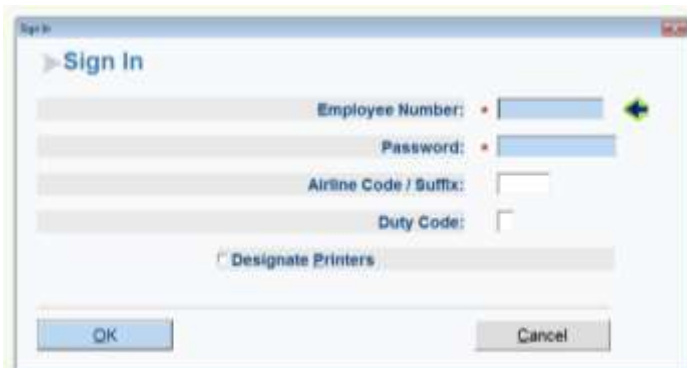 Sign In
Sign In
Employee Number: *
Password: *
Airline Code / Suffix:
Duty Code:
Designate Printers
OK
Cancel